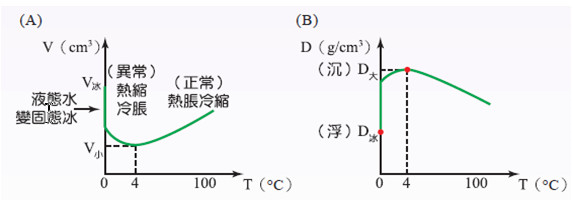 (A)
V (cm³)
V冰
(異常)
熱縮
冷脹
(正常)
熱脹冷縮
液態水
變固態冰
V小
0 4 100 T (°C)
(B)
D (g/cm³)
(沉) D大
(浮) D冰
0 4 100 T (°C)